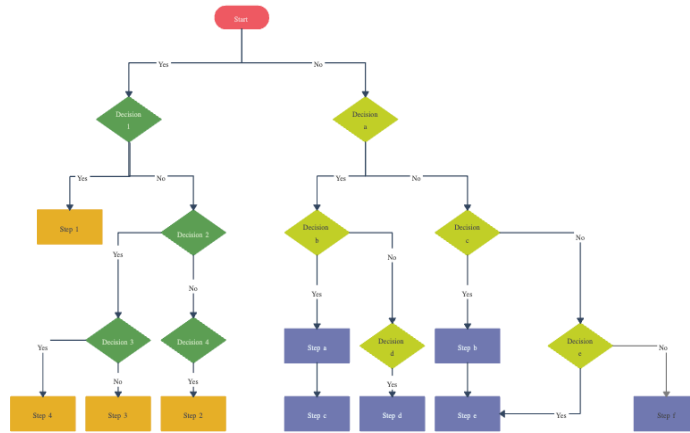 Start
Yes
No
Decision
1
Decision
a
Yes
No
Yes
No
Step 1
Decision 2
Decision
b
Decision
c
No
Yes
No
No
Yes
Yes
Decision 3
Decision 4
Step a
Decision
d
Step b
Decision
e
Yes
No
No
Yes
Yes
Step 4
Step 3
Step 2
Step c
Step d
Step e
Yes
Step f